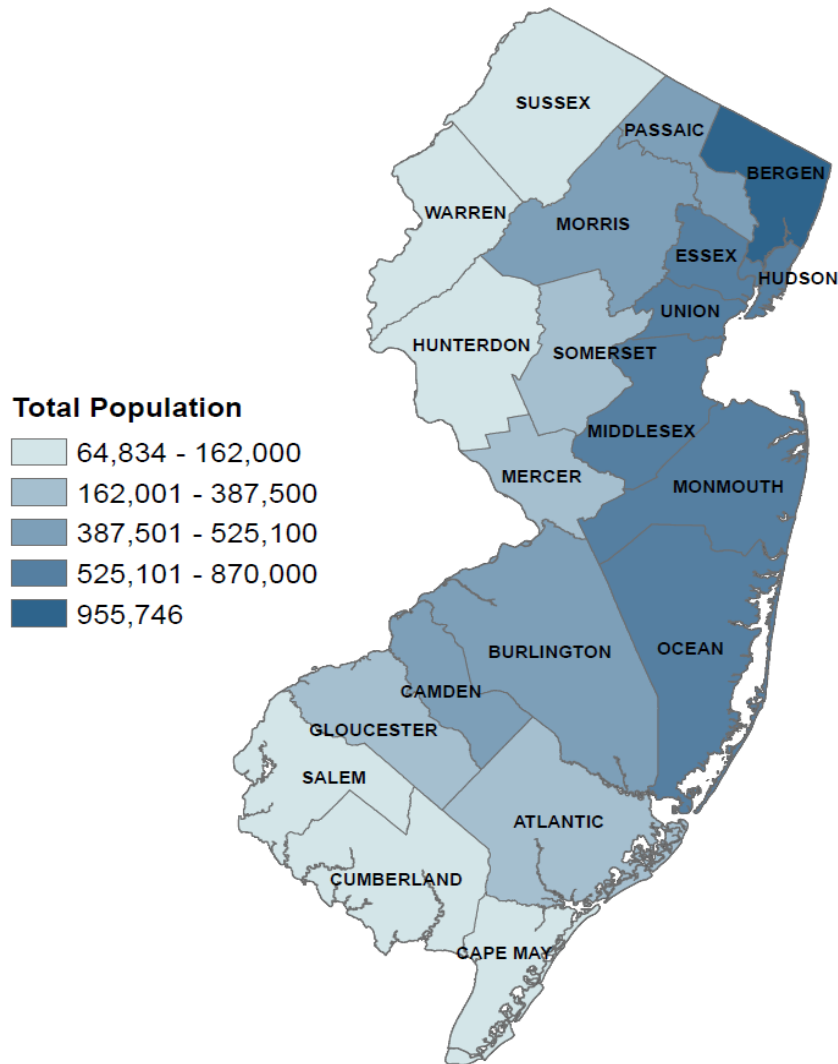 SUSSEX
PASSAIC
BERGEN
WARREN
MORRIS
ESSEX
HUDSON
UNION
HUNTERDON
SOMERSET
Total Population
64,834 - 162,000
162,001 - 387,500
387,501 - 525,100
525,101 - 870,000
955,746
MIDDLESEX
MERCER
MONMOUTH
BURLINGTON
OCEAN
CAMDEN
GLOUCESTER
SALEM
ATLANTIC
CUMBERLAND
CAPE MAY